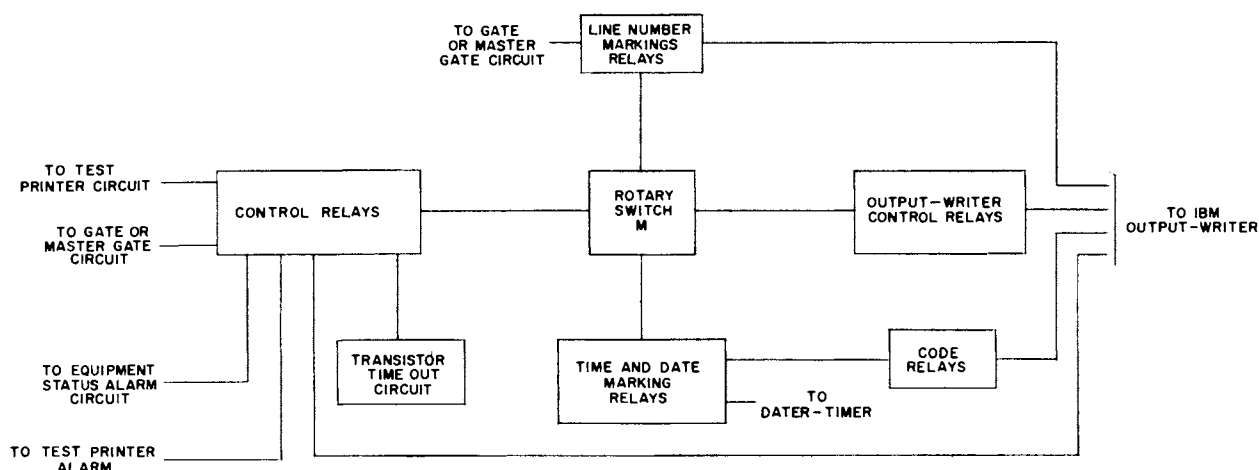 TO GATE
OR MASTER
GATE CIRCUIT
LINE NUMBER
MARKINGS
RELAYS
TO TEST
PRINTER CIRCUIT
CONTROL RELAYS
TO GATE OR
MASTER GATE
CIRCUIT
ROTARY
SWITCH
M
OUTPUT-WRITER
CONTROL RELAYS
TO IBM
OUTPUT-WRITER
TO EQUIPMENT
STATUS ALARM
CIRCUIT
TRANSISTOR
TIME OUT
CIRCUIT
TIME AND DATE
MARKING
RELAYS
CODE
RELAYS
TO
DATER-TIMER
TO TEST PRINTER
ALARM